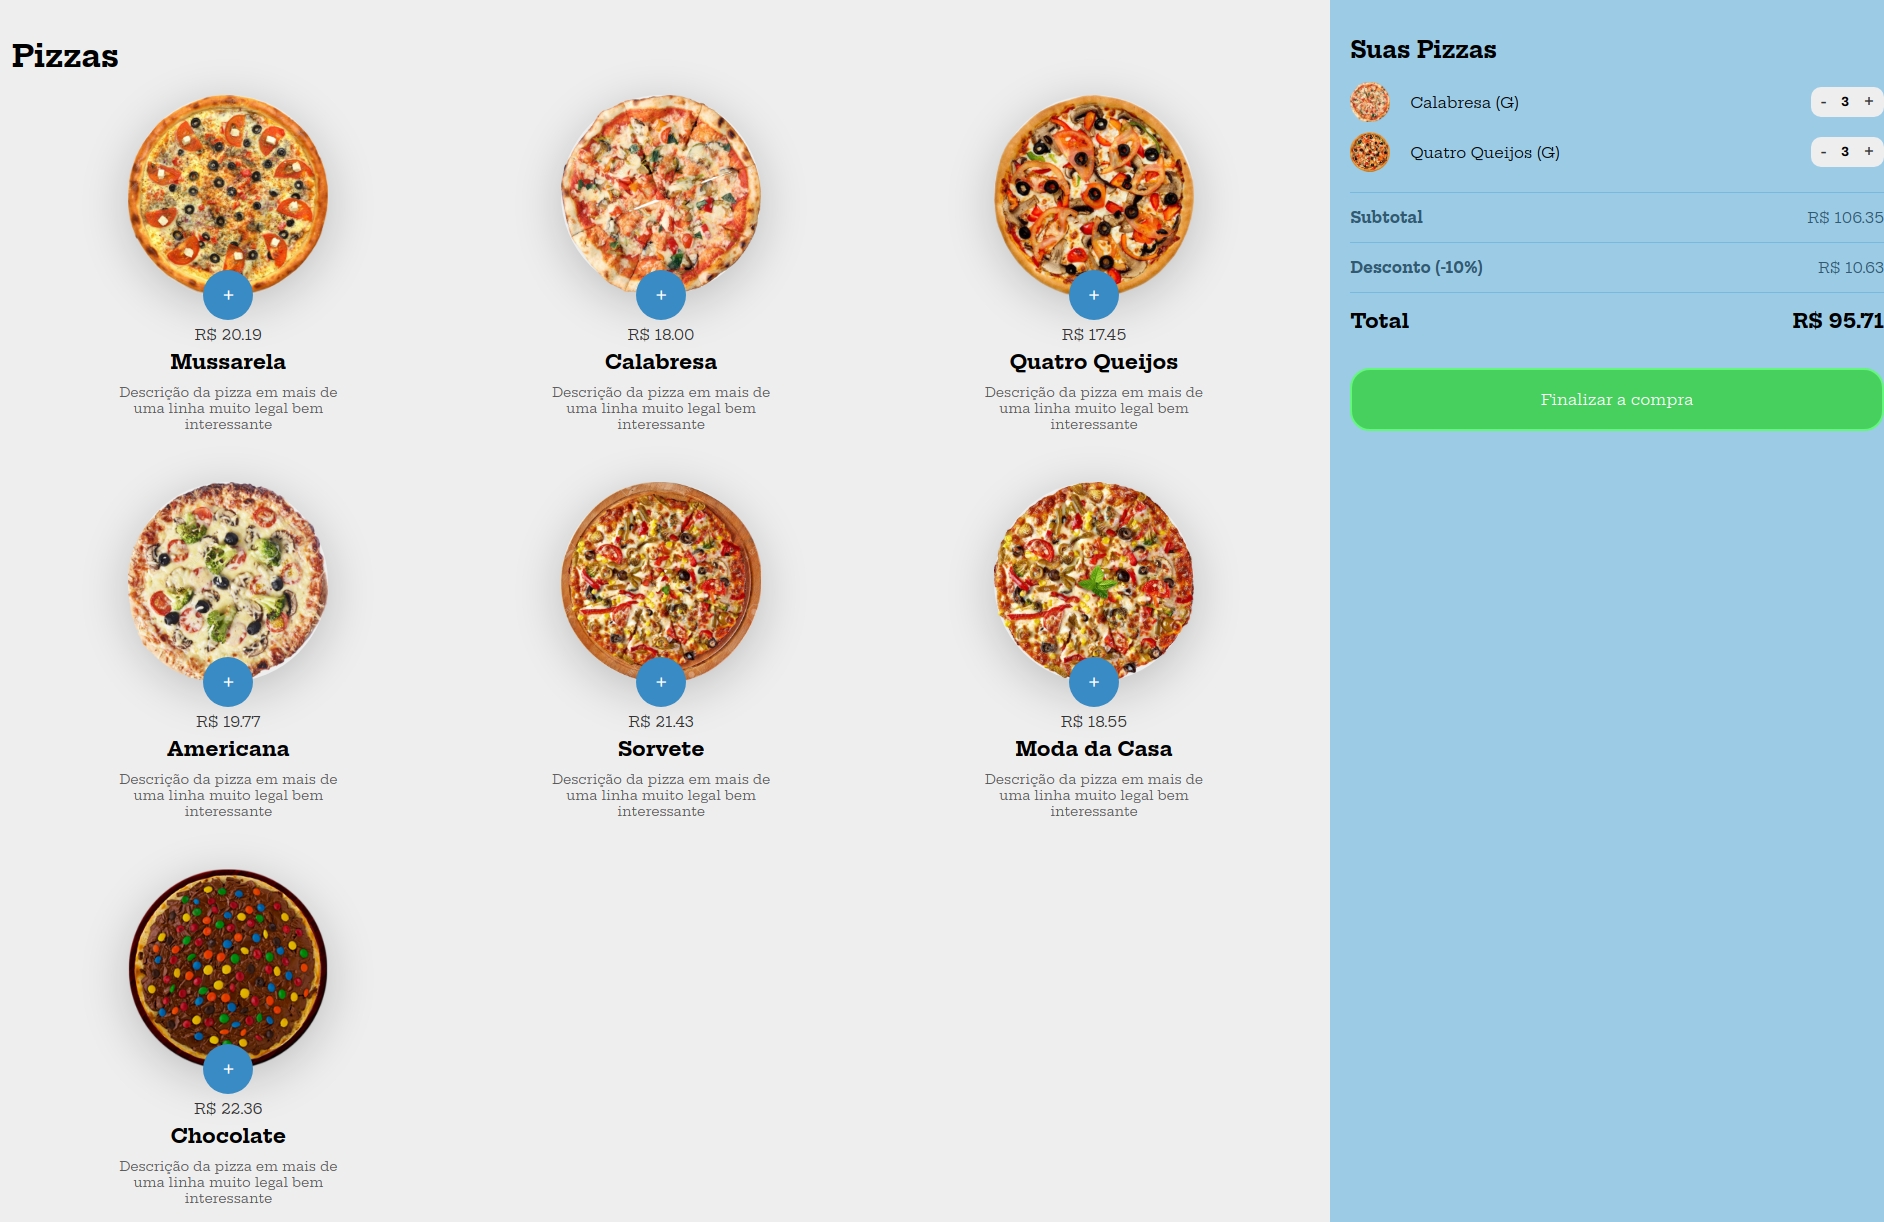 Pizzas
+
R$ 20.19
Mussarela
Descrição da pizza em mais de
uma linha muito legal bem
interessante
+
R$ 18.00
Calabresa
Descrição da pizza em mais de
uma linha muito legal bem
interessante
+
R$ 17.45
Quatro Queijos
Descrição da pizza em mais de
uma linha muito legal bem
interessante
+
R$ 19.77
Americana
Descrição da pizza em mais de
uma linha muito legal bem
interessante
+
R$ 21.43
Sorvete
Descrição da pizza em mais de
uma linha muito legal bem
interessante
+
R$ 18.55
Moda da Casa
Descrição da pizza em mais de
uma linha muito legal bem
interessante
+
R$ 22.36
Chocolate
Descrição da pizza em mais de
uma linha muito legal bem
interessante
Suas Pizzas
Calabresa (G) - 3 +
Quatro Queijos (G) - 3 +
Subtotal R$ 106.35
Desconto (-10%) R$ 10.63
Total R$ 95.71
Finalizar a compra